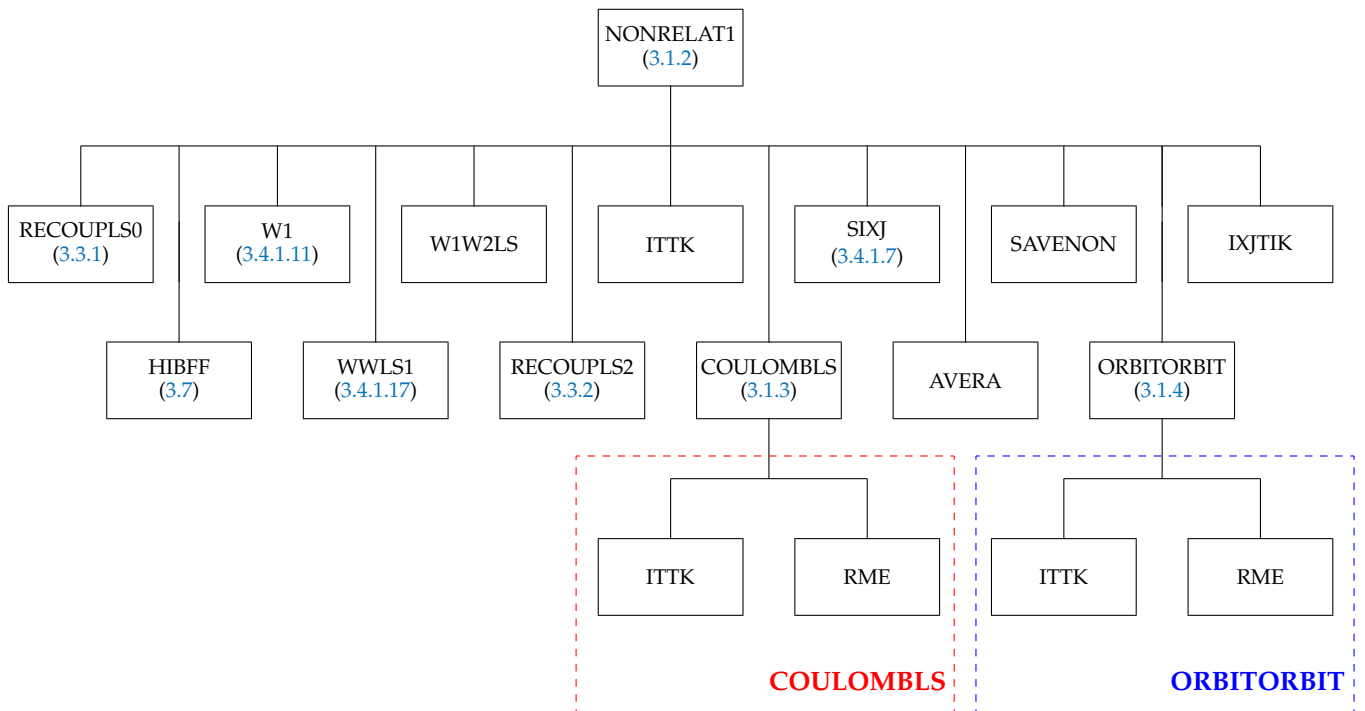 NONRELAT1
(3.1.2)
RECOUPLS0
(3.3.1)
W1
(3.4.1.11)
W1W2LS
ITTK
SIXJ
(3.4.1.7)
SAVENON
IXJTIK
HIBFF
(3.7)
WWLS1
(3.4.1.17)
RECOUPLS2
(3.3.2)
COULOMBLS
(3.1.3)
AVERA
ORBITORBIT
(3.1.4)
ITTK
RME
ITTK
RME
COULOMBLS
ORBITORBIT